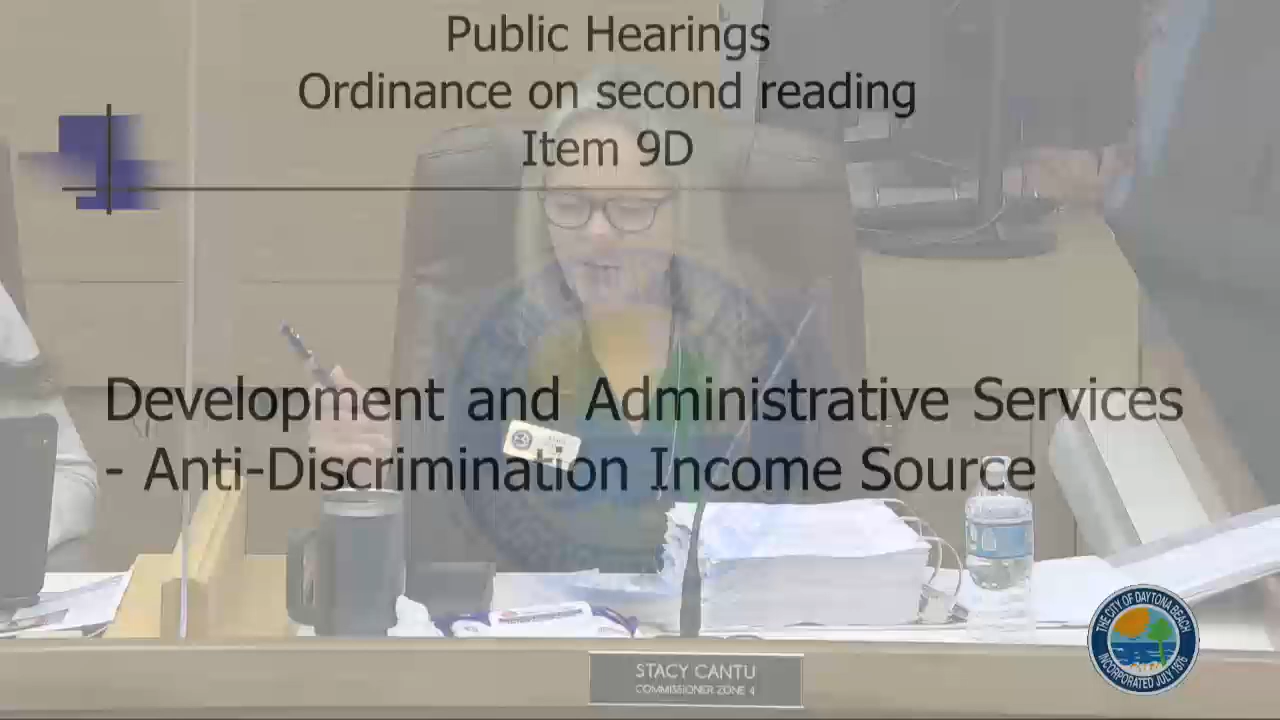 Public Hearings
Ordinance on second reading
Item 9D
Development and Administrative Services
- Anti-Discrimination Income Source
STACY CANTU
COMMISSIONER ZONE 4
THE CITY OF DAYTONA BEACH
INCORPORATED JULY 1876